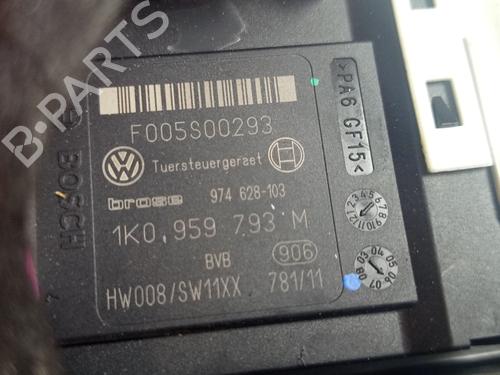 B-PARTS
F005S00293
Tuersteuergeraet
brose 974 628-103
1K0 959 793 M
BVB 906
HW008/SW11XX 781/11
BOSCH
>PA6 GF15<